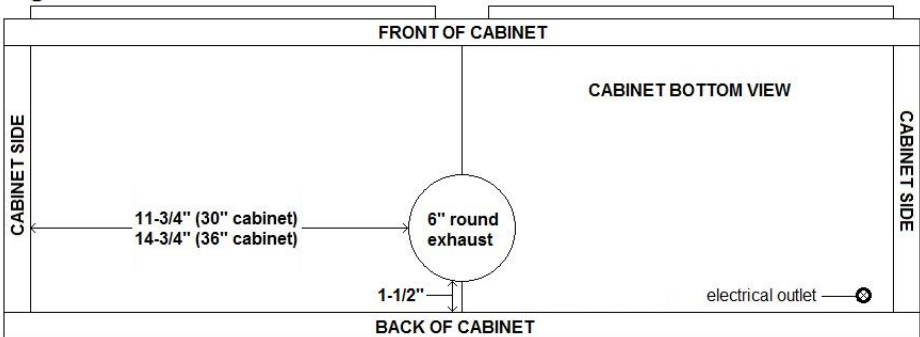 FRONT OF CABINET
CABINET BOTTOM VIEW
CABINET SIDE
CABINET SIDE
11-3/4" (30" cabinet)
14-3/4" (36" cabinet)
6" round
exhaust
1-1/2"
electrical outlet
BACK OF CABINET